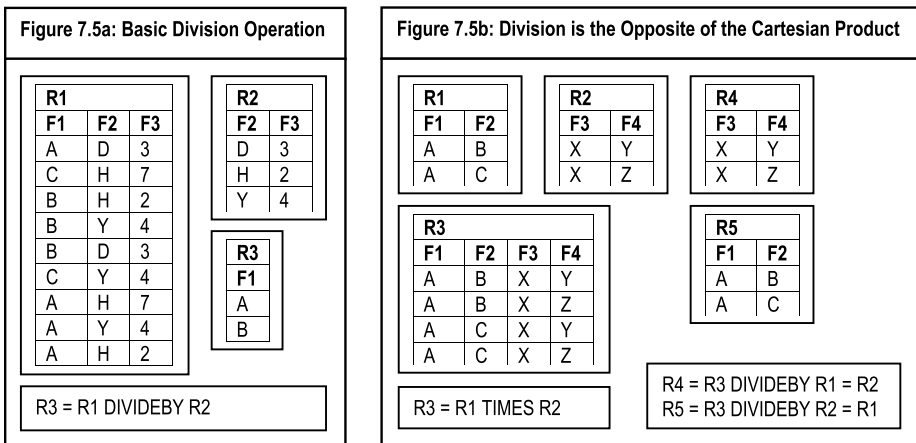 Figure 7.5a: Basic Division Operation
R1
F1 F2 F3
A D 3
C H 7
B H 2
B Y 4
B D 3
C Y 4
A H 7
A Y 4
A H 2
R2
F2 F3
D 3
H 2
Y 4
R3
F1
A
B
R3 = R1 DIVIDEBY R2
Figure 7.5b: Division is the Opposite of the Cartesian Product
R1
F1 F2
A B
A C
R2
F3 F4
X Y
X Z
R4
F3 F4
X Y
X Z
R3
F1 F2 F3 F4
A B X Y
A B X Z
A C X Y
A C X Z
R5
F1 F2
A B
A C
R3 = R1 TIMES R2
R4 = R3 DIVIDEBY R1 = R2
R5 = R3 DIVIDEBY R2 = R1